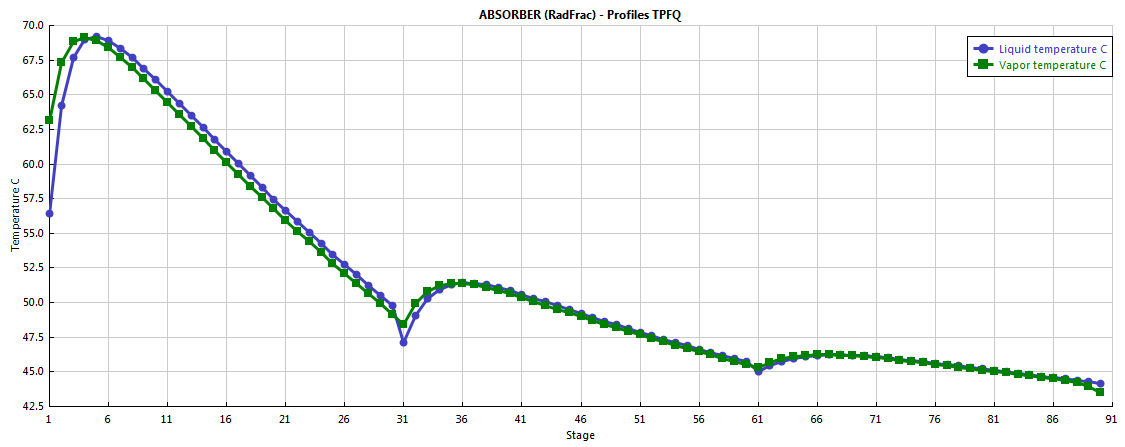 ABSORBER (RadFrac) - Profiles TPFQ
70.0
67.5
65.0
62.5
60.0
57.5
55.0
52.5
50.0
47.5
45.0
42.5
Temperature C
Liquid temperature C
Vapor temperature C
1 6 11 16 21 26 31 36 41 46 51 56 61 66 71 76 81 86 91
Stage